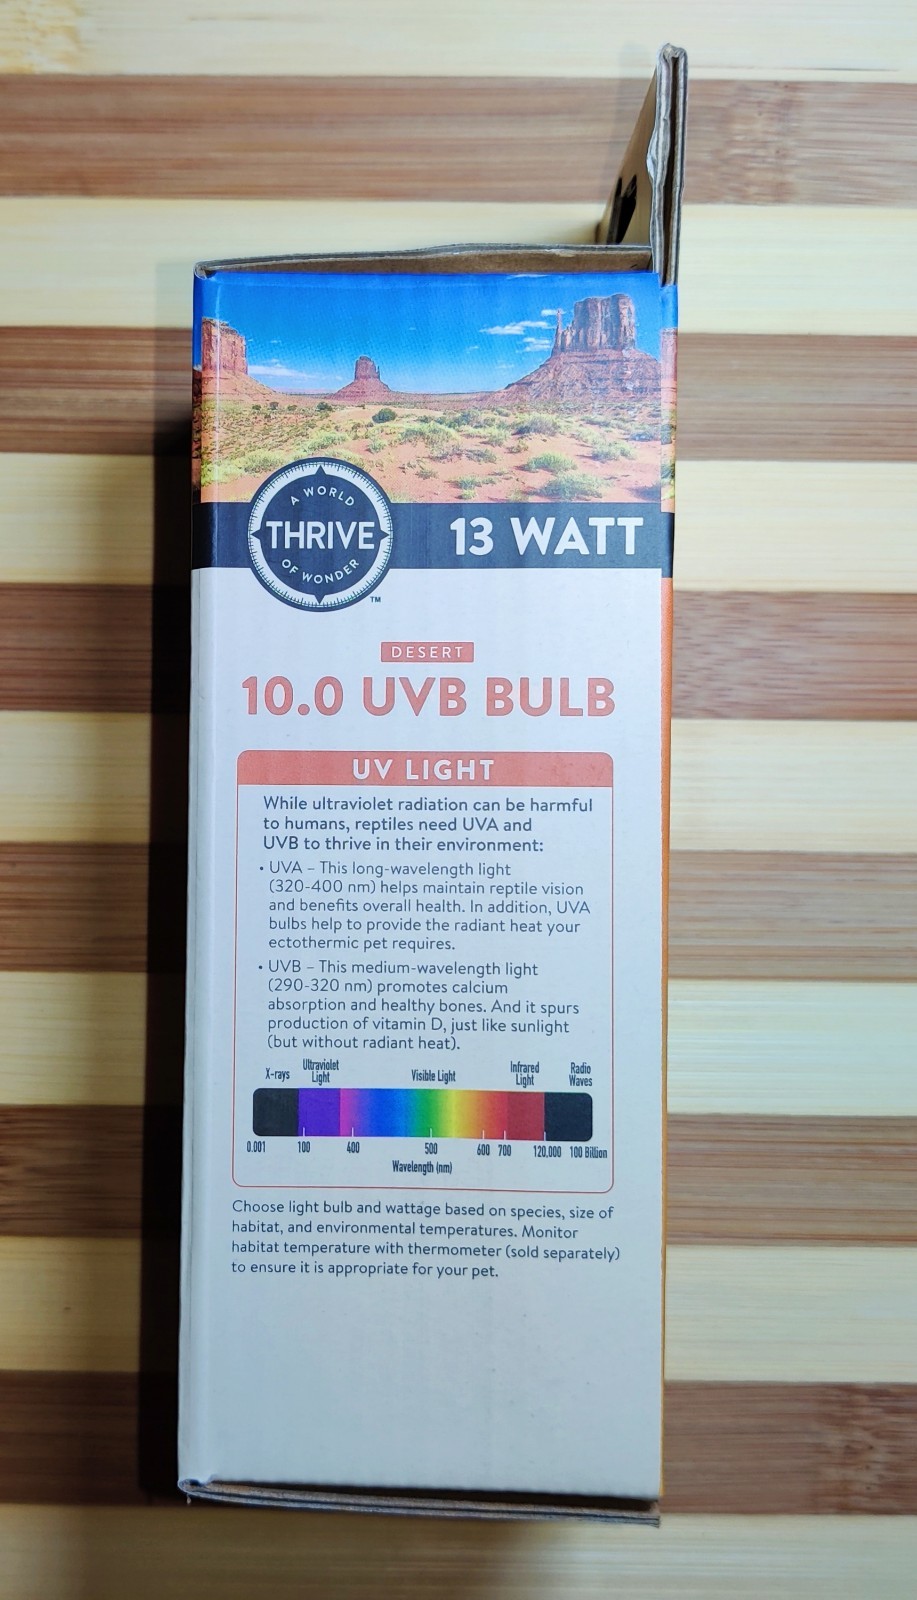 A WORLD
THRIVE
OF WONDER
™
13 WATT
DESERT
10.0 UVB BULB
UV LIGHT
While ultraviolet radiation can be harmful
to humans, reptiles need UVA and
UVB to thrive in their environment:
• UVA – This long-wavelength light
(320-400 nm) helps maintain reptile vision
and benefits overall health. In addition, UVA
bulbs help to provide the radiant heat your
ectothermic pet requires.
• UVB – This medium-wavelength light
(290-320 nm) promotes calcium
absorption and healthy bones. And it spurs
production of vitamin D, just like sunlight
(but without radiant heat).
X-rays Ultraviolet Light Visible Light Infrared Light Radio Waves
0.001 100 400 500 600 700 120,000 100 Billion
Wavelength (nm)
Choose light bulb and wattage based on species, size of
habitat, and environmental temperatures. Monitor
habitat temperature with thermometer (sold separately)
to ensure it is appropriate for your pet.